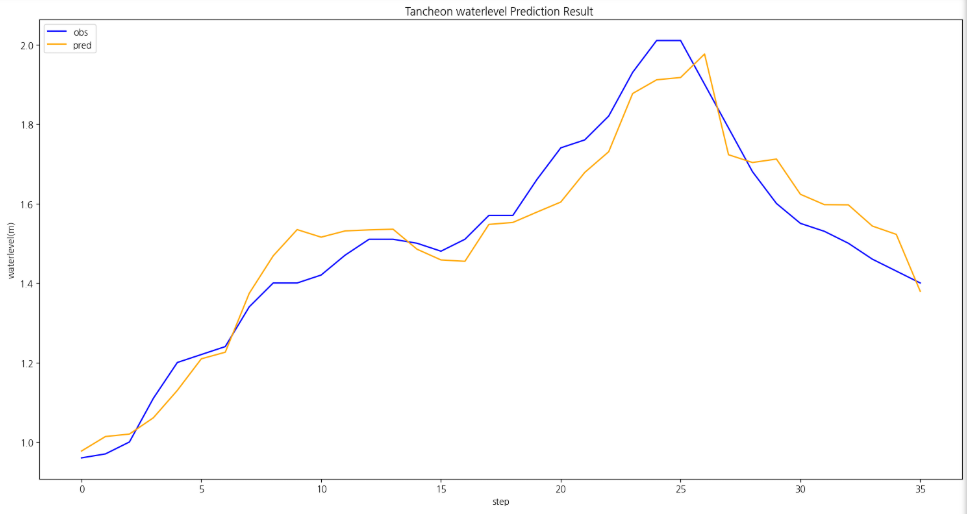 Tancheon waterlevel Prediction Result
obs
pred
waterlevel(m)
2.0
1.8
1.6
1.4
1.2
1.0
0 5 10 15 20 25 30 35
step